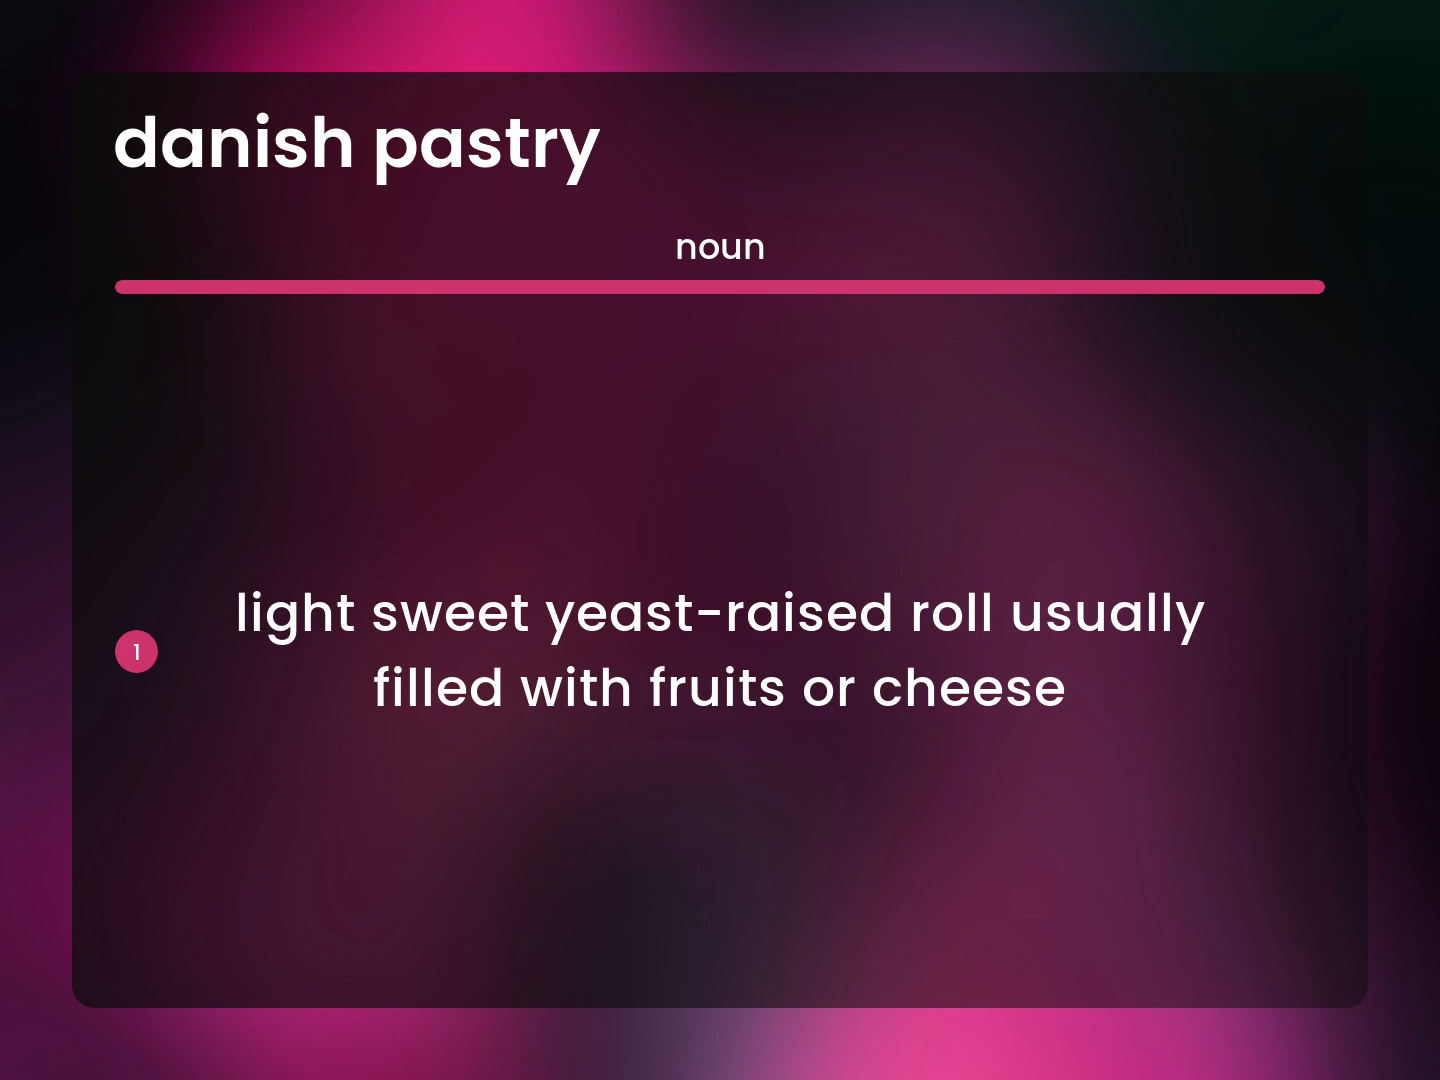 danish pastry
noun
1
light sweet yeast-raised roll usually
filled with fruits or cheese